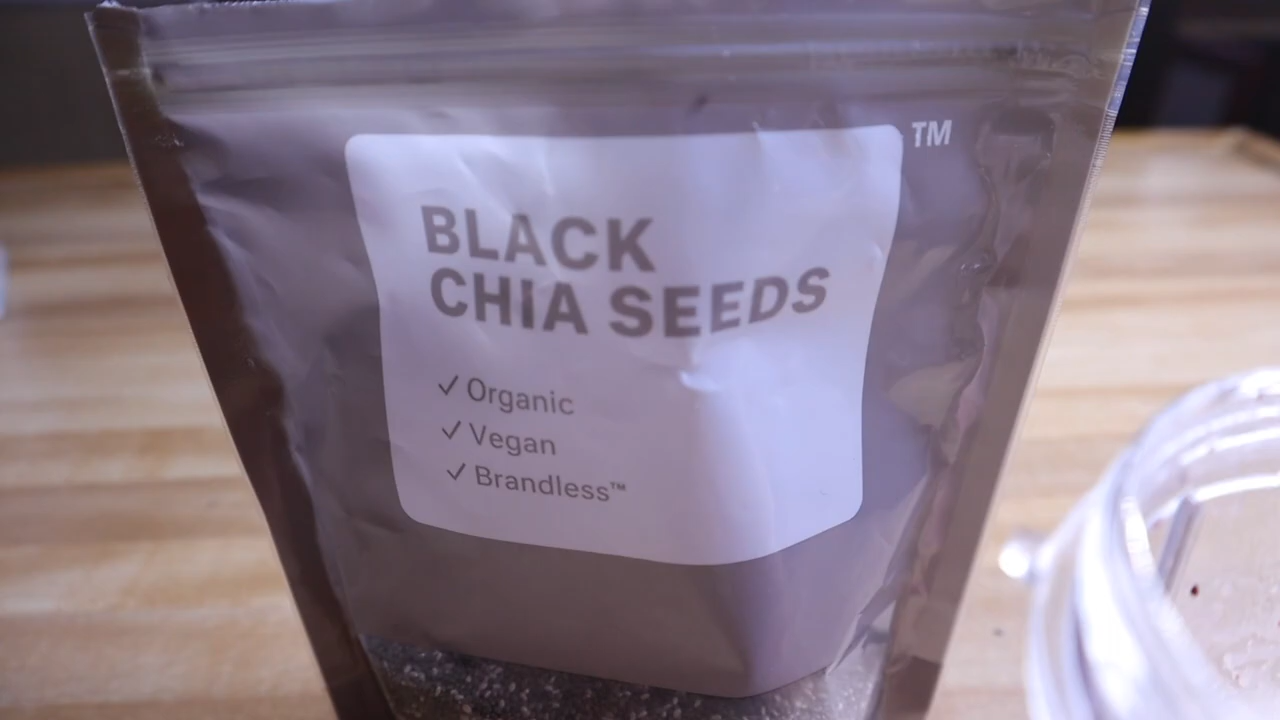 TM
BLACK
CHIA SEEDS
✓ Organic
✓ Vegan
✓ Brandless™